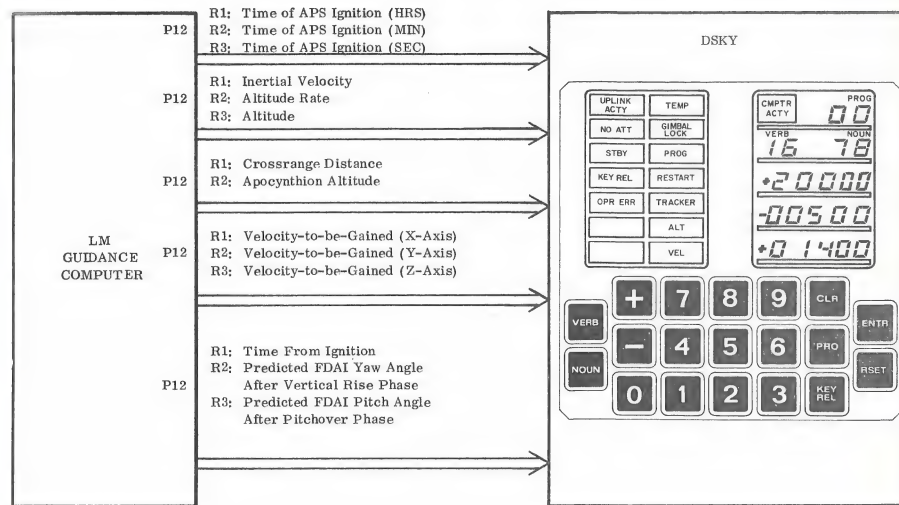 R1: Time of APS Ignition (HRS)
P12 R2: Time of APS Ignition (MIN)
R3: Time of APS Ignition (SEC)
R1: Inertial Velocity
P12 R2: Altitude Rate
R3: Altitude
R1: Crossrange Distance
P12 R2: Apocynthion Altitude
R1: Velocity-to-be-Gained (X-Axis)
P12 R2: Velocity-to-be-Gained (Y-Axis)
R3: Velocity-to-be-Gained (Z-Axis)
R1: Time From Ignition
R2: Predicted FDAI Yaw Angle
P12 After Vertical Rise Phase
R3: Predicted FDAI Pitch Angle
After Pitchover Phase
LM
GUIDANCE
COMPUTER
DSKY
UPLINK
ACTY
TEMP
NO ATT
GIMBAL
LOCK
STBY
PROG
KEY REL
RESTART
OPR ERR
TRACKER
ALT
VEL
CMPTR
ACTY
PROG
00
VERB NOUN
16 78
+20000
-00500
+01400
VERB
NOUN
+ 7 8 9 CLR
- 4 5 6 PRO
0 1 2 3 KEY
REL
ENTR
RSET